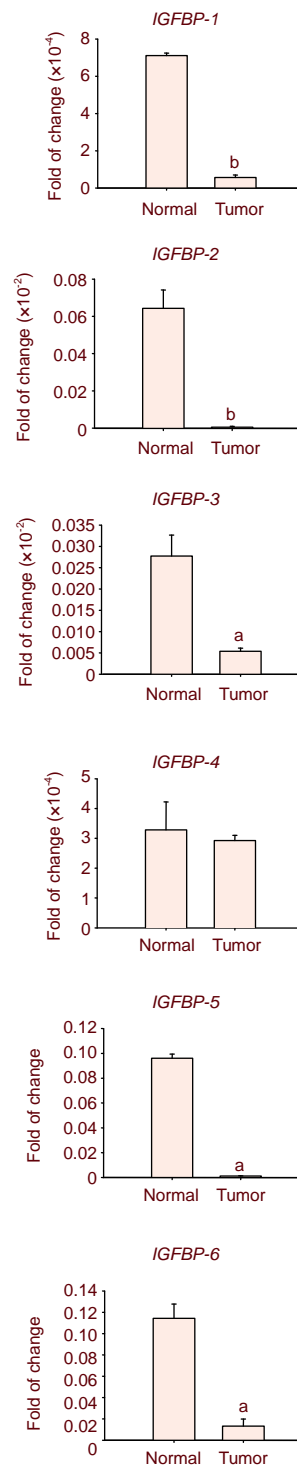 IGFBP-1
Fold of change (×10-4)
8
6
4
2
0
b
Normal Tumor
IGFBP-2
Fold of change (×10-2)
0.08
0.06
0.04
0.02
0
b
Normal Tumor
IGFBP-3
Fold of change (×10-2)
0.035
0.030
0.025
0.020
0.015
0.010
0.005
0
a
Normal Tumor
IGFBP-4
Fold of change (×10-4)
5
4
3
2
1
0
Normal Tumor
IGFBP-5
Fold of change
0.12
0.10
0.08
0.06
0.04
0.02
0
a
Normal Tumor
IGFBP-6
Fold of change
0.14
0.12
0.10
0.08
0.06
0.04
0.02
0
a
Normal Tumor